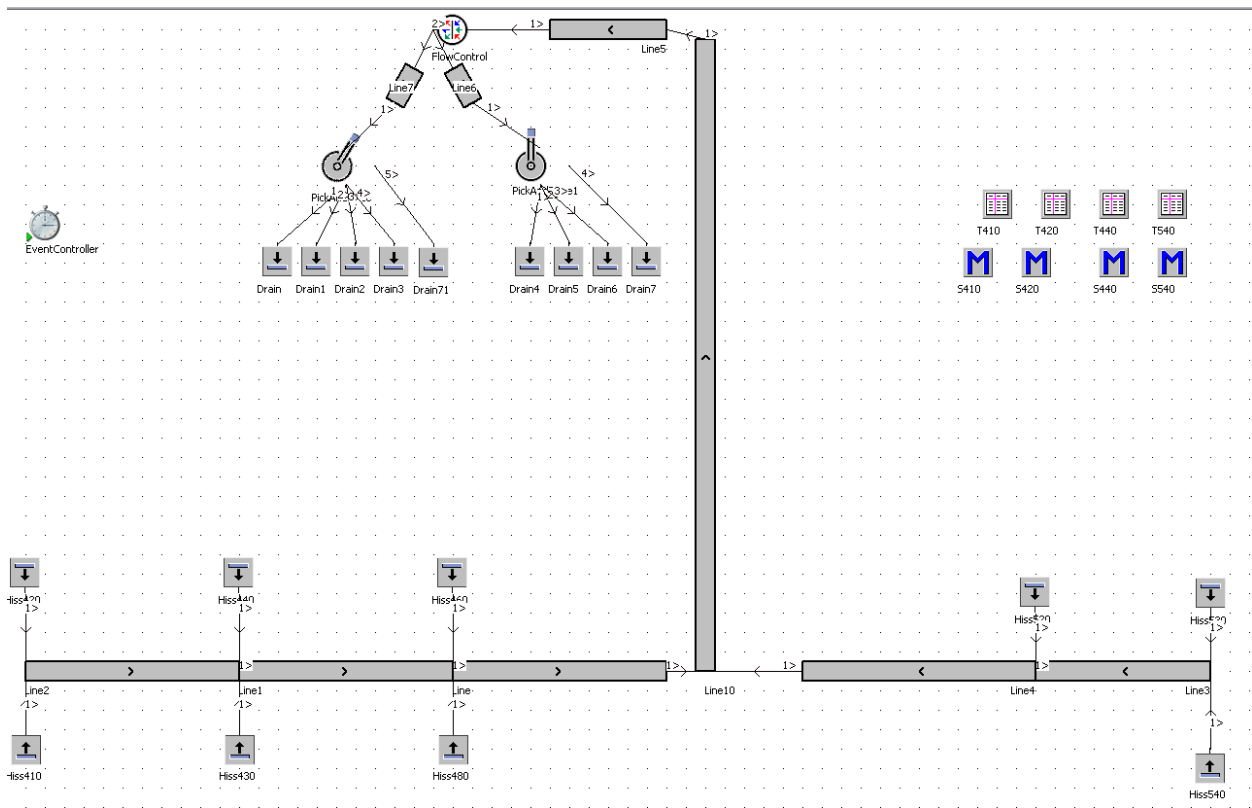 2>
1>
1>
FlowControl
Line5
Line7
Line6
1>
1>
5>
4>
4>
EventController
T410
T420
T440
T540
Drain
Drain1
Drain2
Drain3
Drain71
Drain4
Drain5
Drain6
Drain7
S410
S420
S440
S540
1>
1>
1>
1>
1>
1>
1>
1>
1>
1>
Line2
Line1
Line
Line10
Line4
Line3
1>
1>
1>
1>
Hiss430
Hiss480
Hiss540